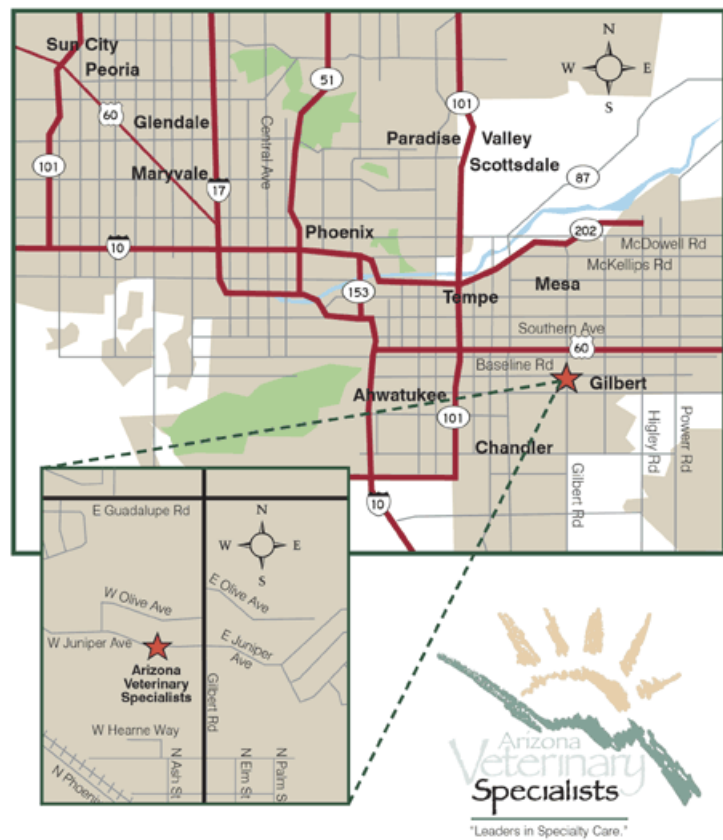 N
W E
S
Sun City
Peoria
51
101
60
Glendale
Central Ave
Paradise Valley
Scottsdale
101
Maryvale
17
87
Phoenix
202
10
McDowell Rd
McKellips Rd
153
Tempe
Mesa
Southern Ave
60
Baseline Rd
Ahwatukee
Gilbert
101
Chandler
Higley Rd
Powerr Rd
Gilbert Rd
10
E Guadalupe Rd
N
W E
S
W Olive Ave
E Olive Ave
W Juniper Ave
E Juniper
Ave
Arizona
Veterinary
Specialists
Gilbert Rd
W Hearne Way
N Ash St
N Elm St
N Palm S
N Phoeni
Arizona
Veterinary
Specialists
"Leaders in Specialty Care."